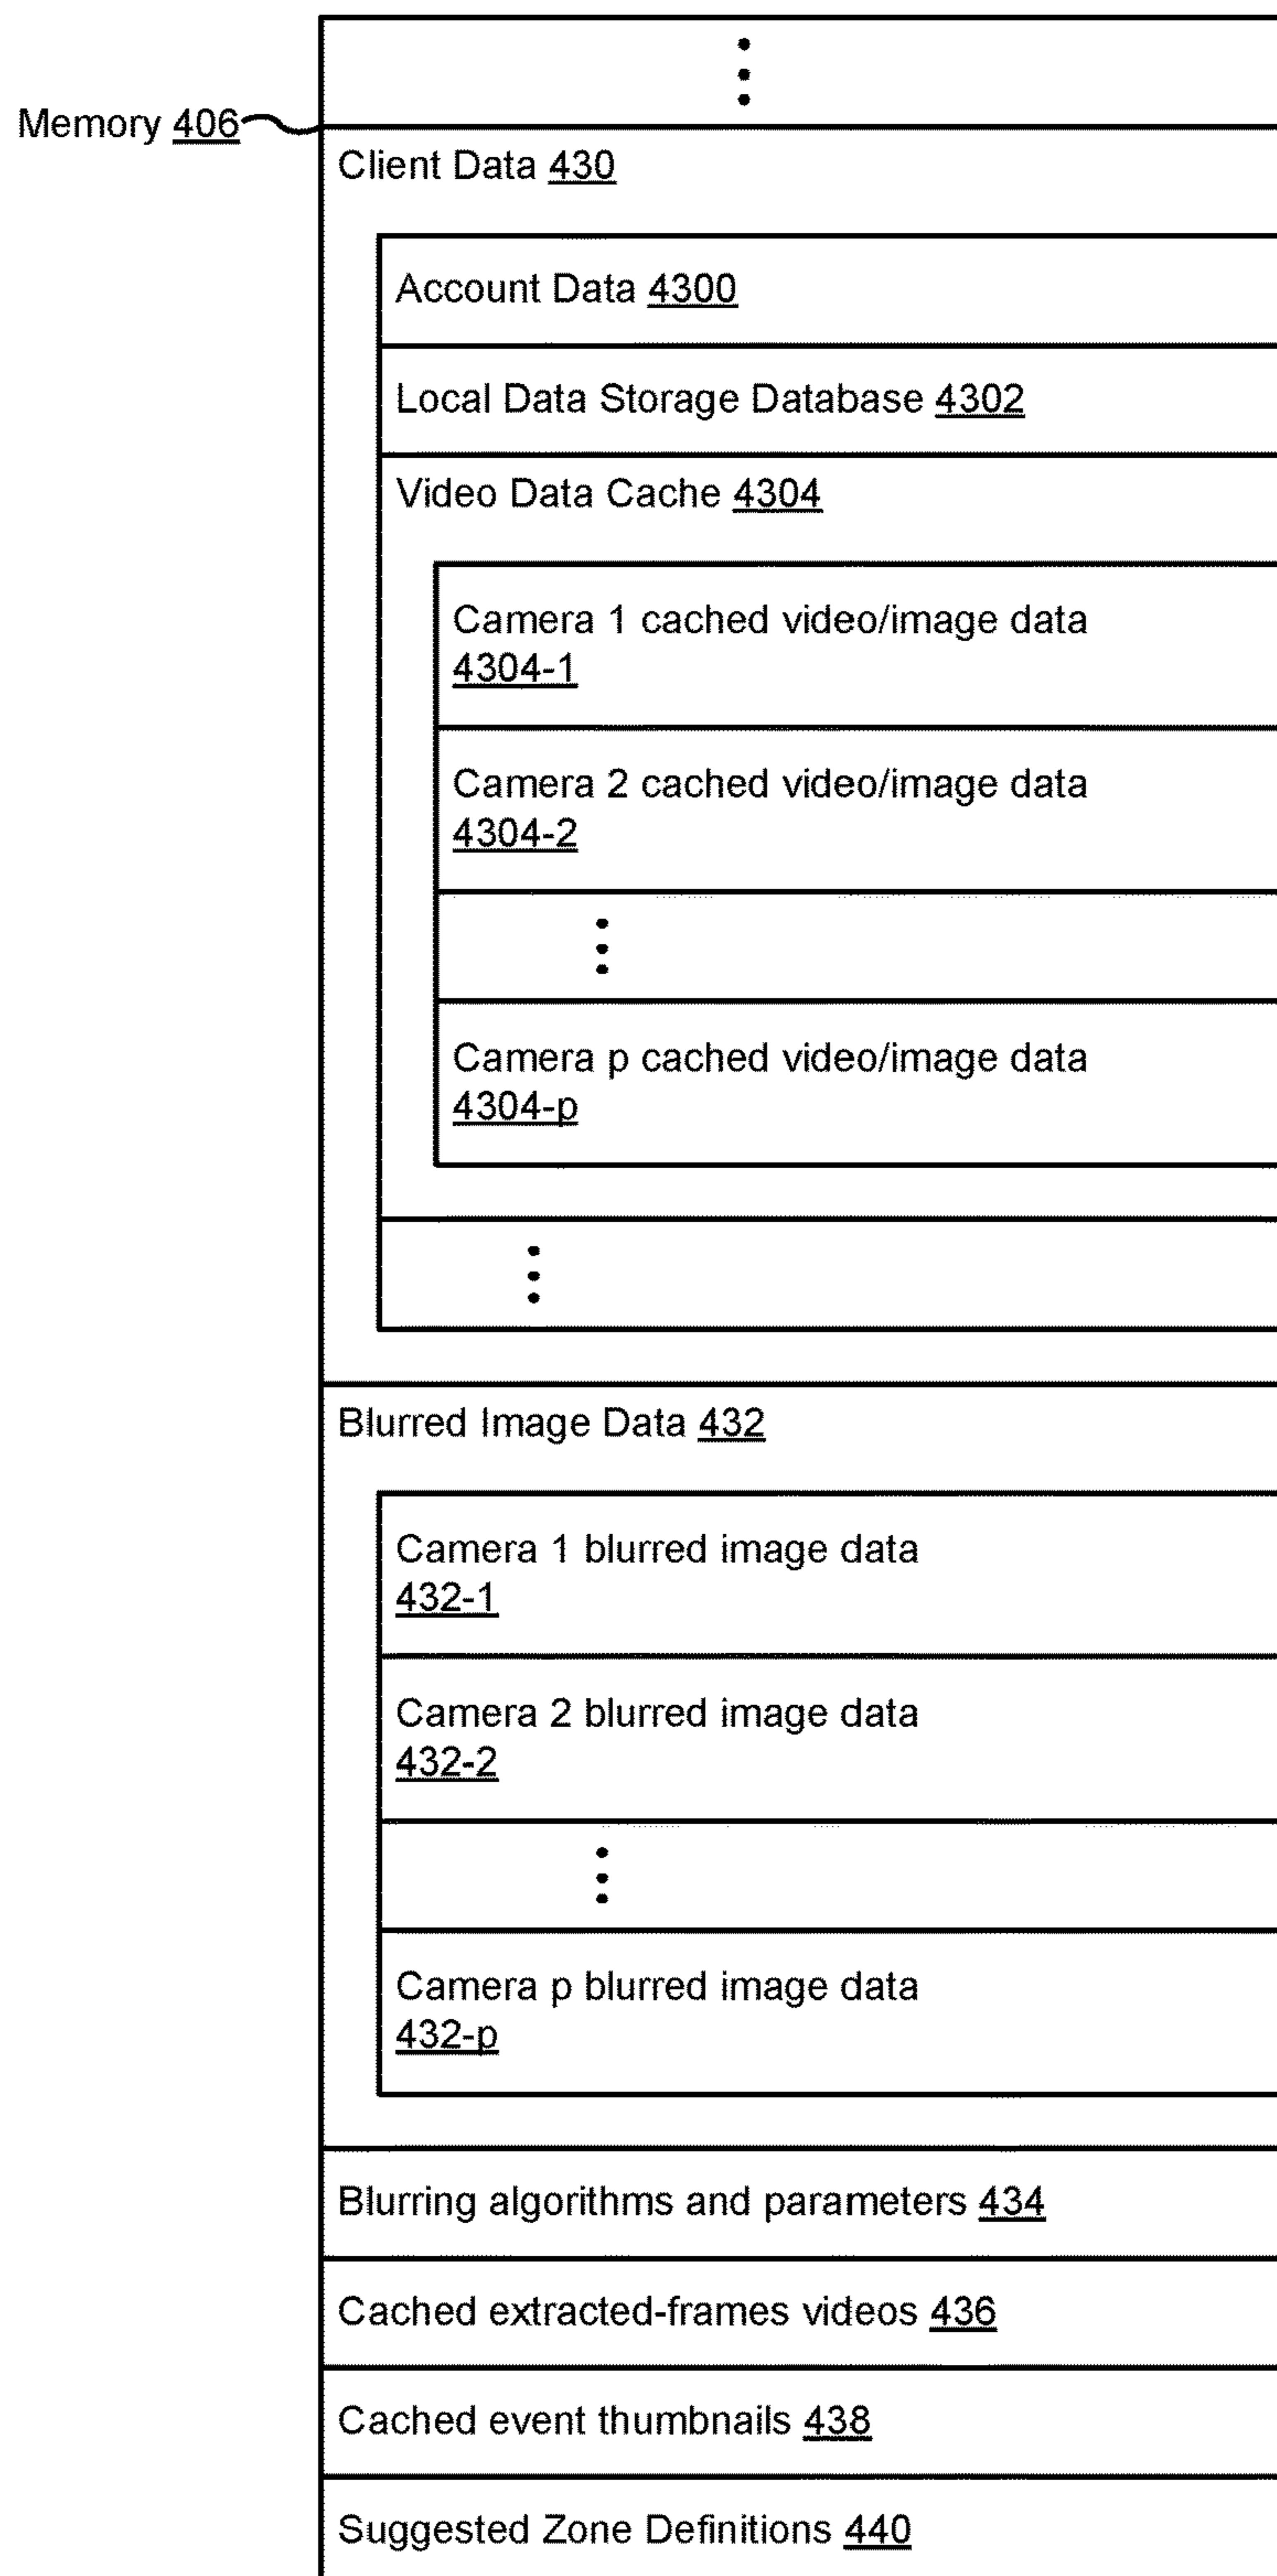 Memory 406
Client Data 430
Account Data 4300
Local Data Storage Database 4302
Video Data Cache 4304
Camera 1 cached video/image data
4304-1
Camera 2 cached video/image data
4304-2
Camera p cached video/image data
4304-p
Blurred Image Data 432
Camera 1 blurred image data
432-1
Camera 2 blurred image data
432-2
Camera p blurred image data
432-p
Blurring algorithms and parameters 434
Cached extracted-frames videos 436
Cached event thumbnails 438
Suggested Zone Definitions 440